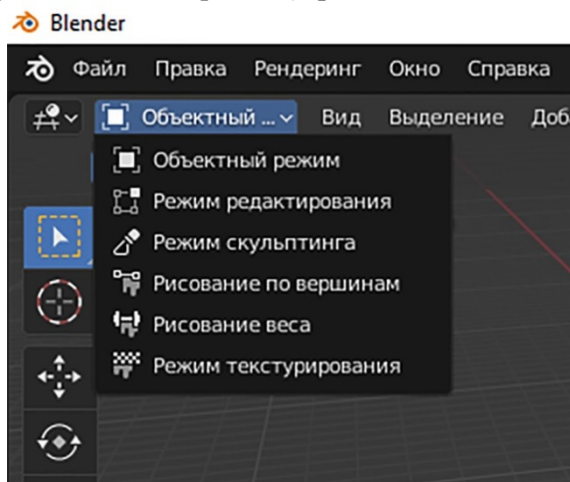 Blender
Файл Правка Рендеринг Окно Справка
Объектный ... Вид Выделение Доб
Объектный режим
Режим редактирования
Режим скульптинга
Рисование по вершинам
Рисование веса
Режим текстурирования